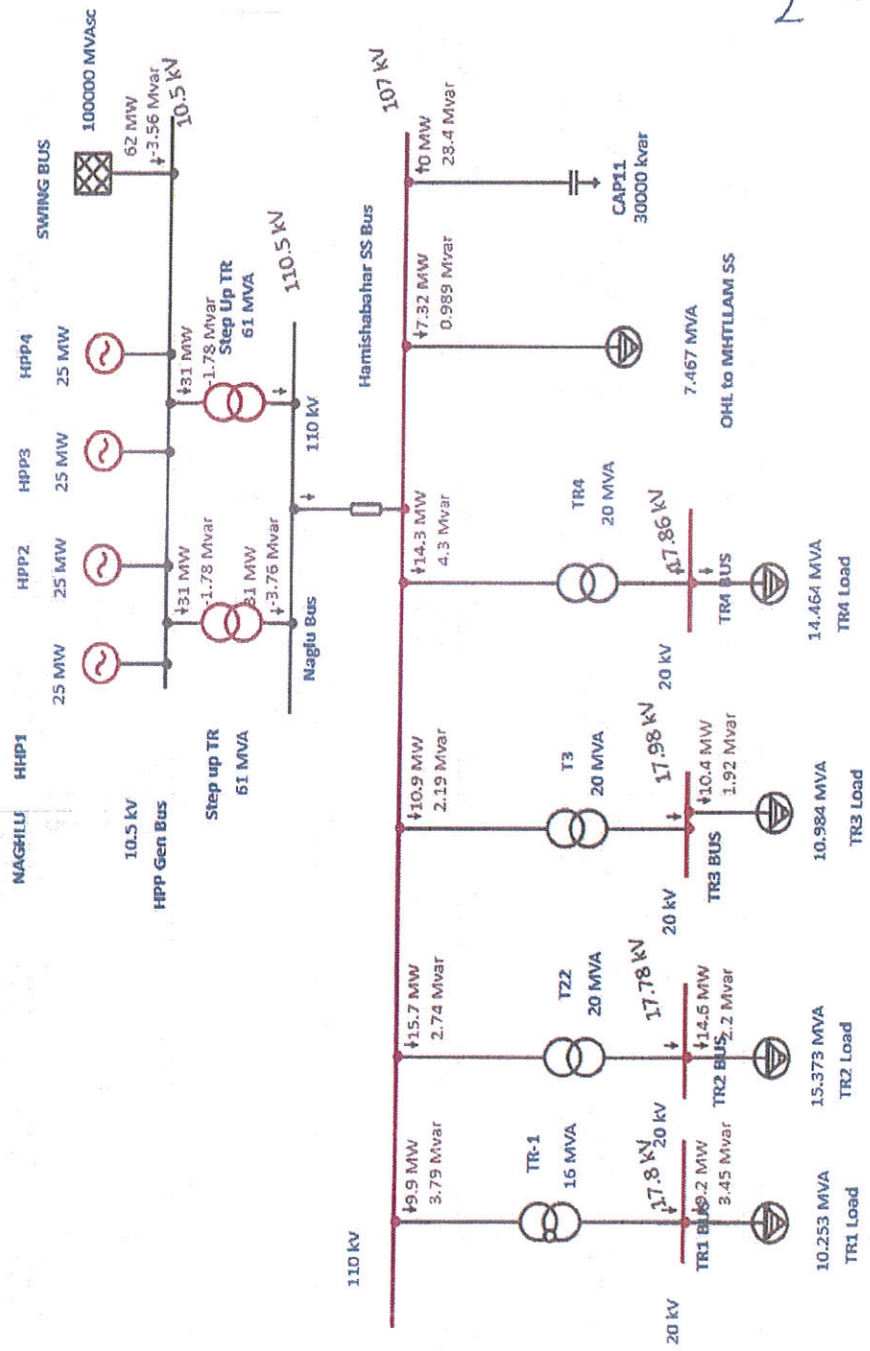 NAGHLU HHP1 HPP2 HPP3 HPP4 SWING BUS
25 MW 25 MW 25 MW 25 MW 100000 MVAsc
10.5 kV
HPP Gen Bus
62 MW
-3.56 Mvar
10.5 kV
31 MW
-1.78 Mvar
31 MW
-1.78 Mvar
Step up TR
61 MVA
Step Up TR
61 MVA
31 MW
-3.76 Mvar
Naglu Bus
110 kV
110.5 kV
110 kV
Hamishabahar SS Bus
107 kV
9.9 MW
3.79 Mvar
15.7 MW
2.74 Mvar
10.9 MW
2.19 Mvar
14.3 MW
4.3 Mvar
7.32 MW
0.989 Mvar
0 MW
28.4 Mvar
TR-1
16 MVA
T22
20 MVA
T3
20 MVA
TR4
20 MVA
CAP11
30000 kvar
17.8 kV
17.78 kV
17.98 kV
17.86 kV
20 kV
TR1 BUS
20 kV
TR2 BUS
20 kV
TR3 BUS
20 kV
TR4 BUS
9.2 MW
3.45 Mvar
14.6 MW
2.2 Mvar
10.4 MW
1.92 Mvar
10.253 MVA
TR1 Load
15.373 MVA
TR2 Load
10.984 MVA
TR3 Load
14.464 MVA
TR4 Load
7.467 MVA
OHL to MHTLLAM SS